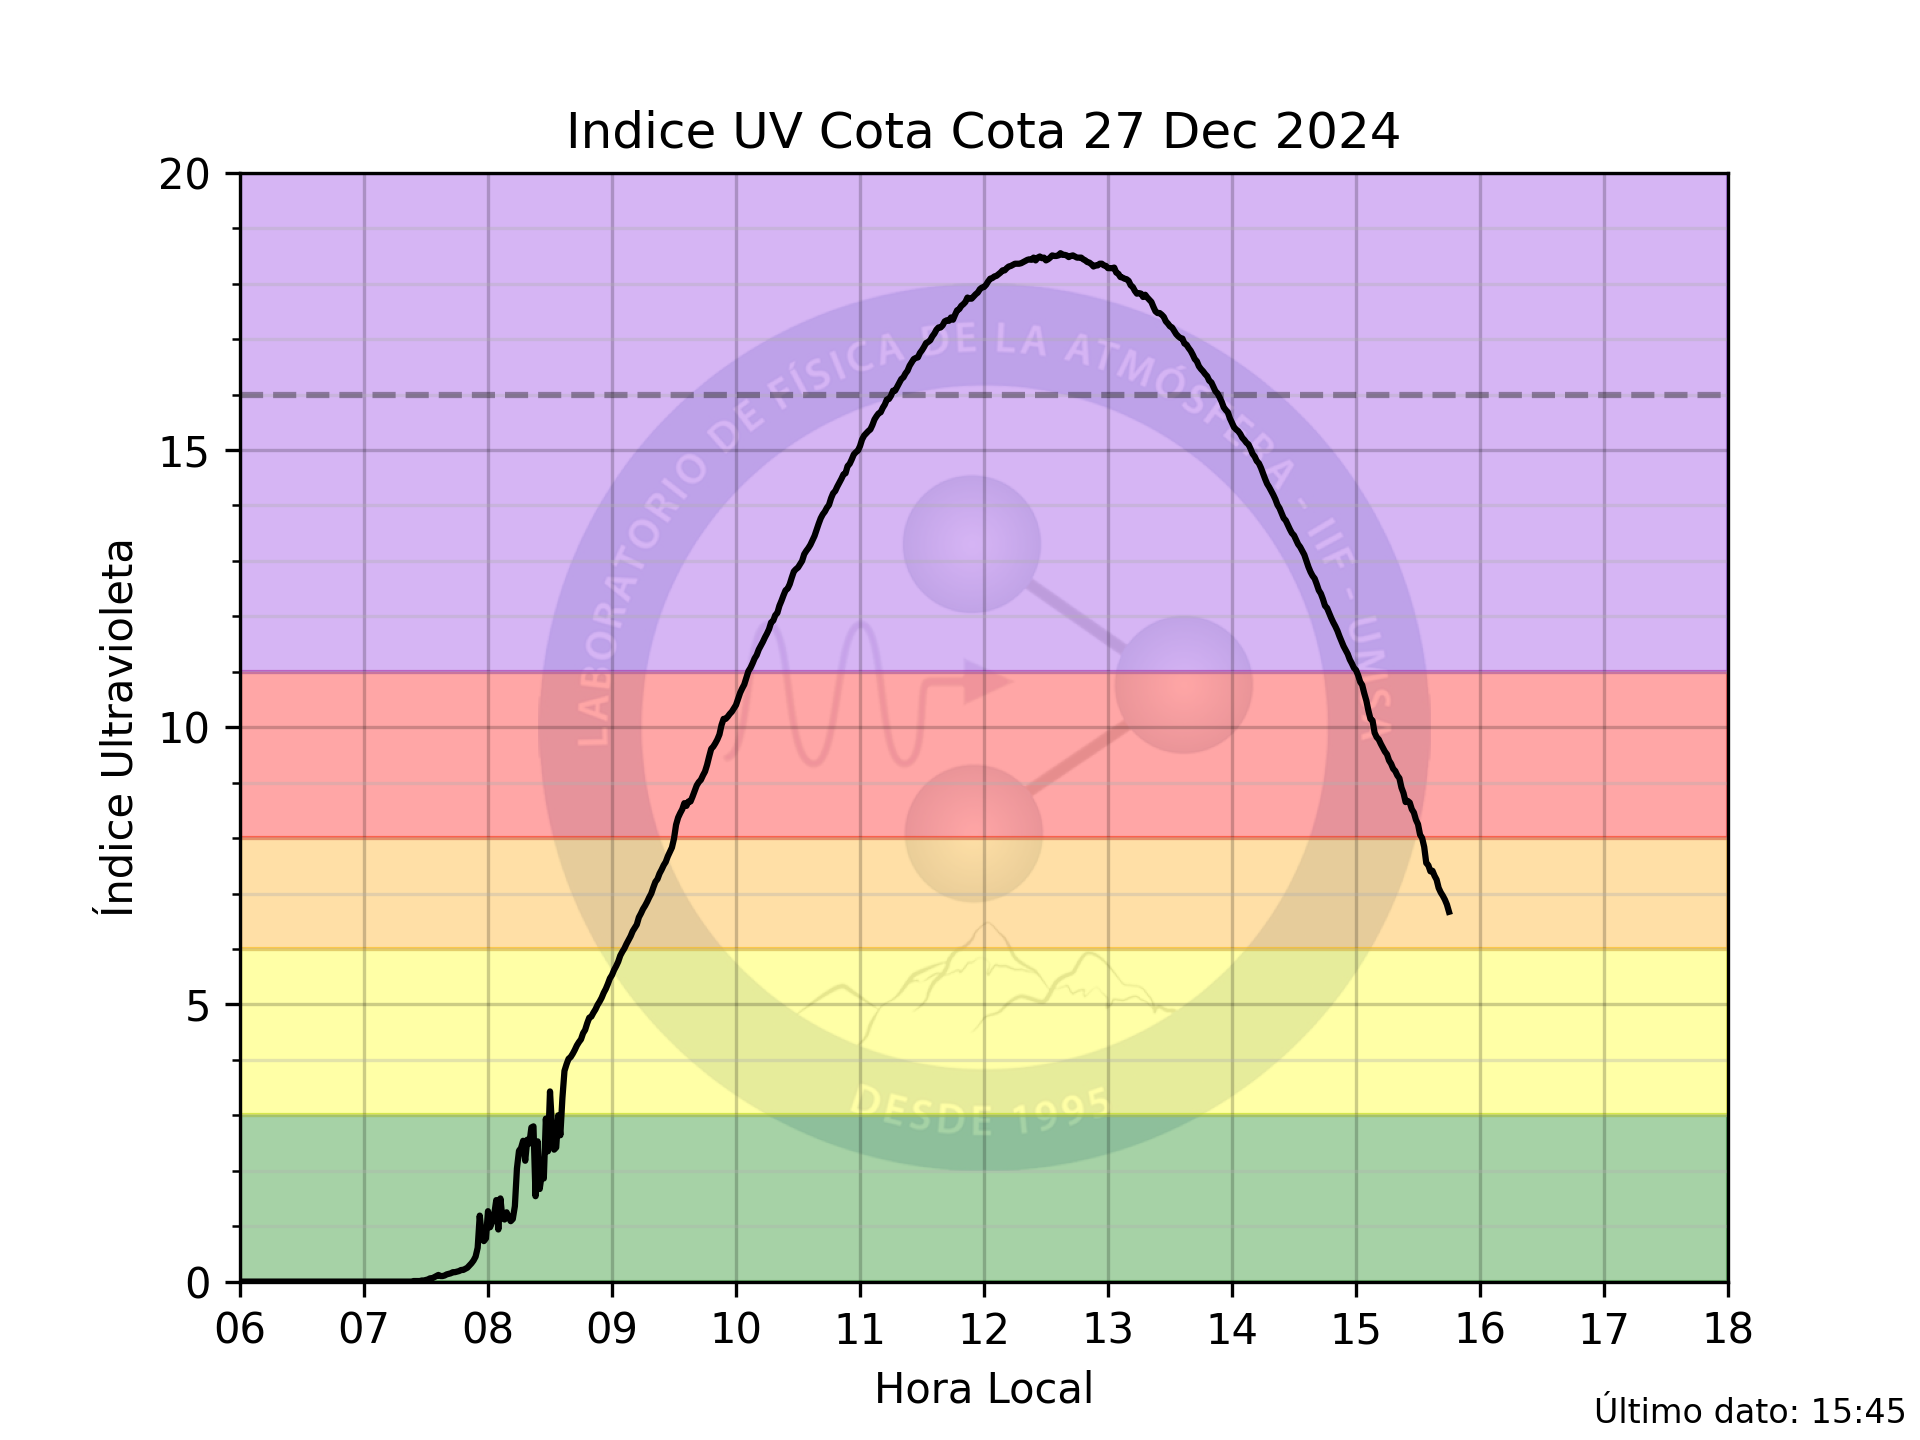 Indice UV Cota Cota 27 Dec 2024
20
15
10
5
0
Índice Ultravioleta
LABORATORIO DE FÍSICA DE LA ATMÓSFERA - IIF - UMSA
DESDE 1995
06 07 08 09 10 11 12 13 14 15 16 17 18
Hora Local
Último dato: 15:45